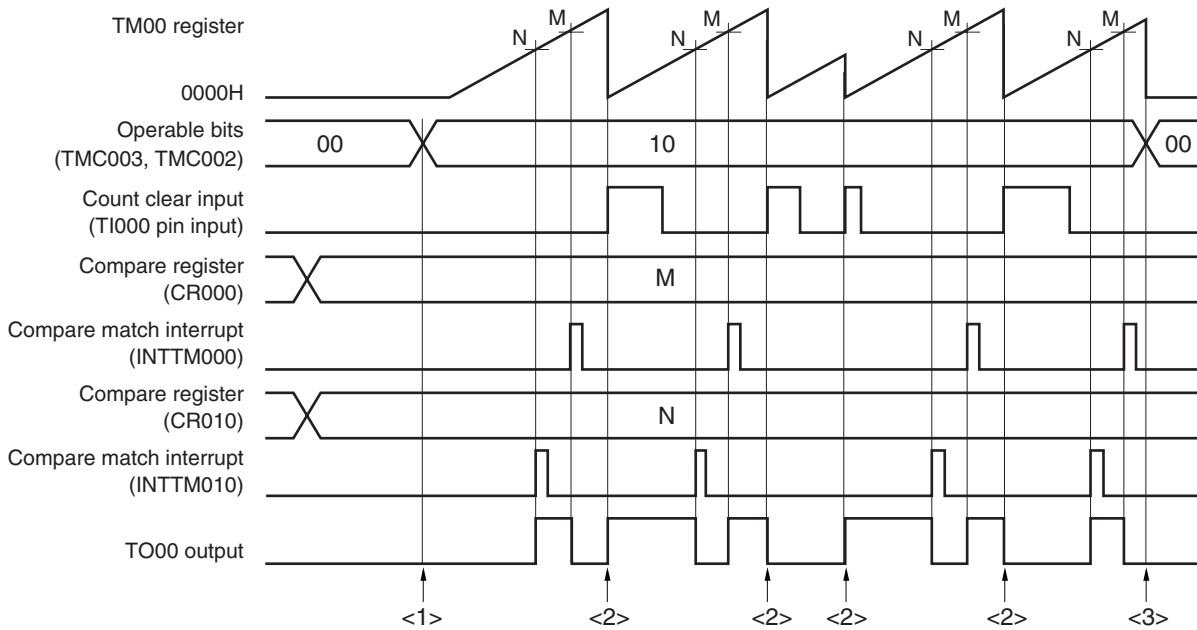 TM00 register
N M N M N M N M
0000H
Operable bits
(TMC003, TMC002)
00 10 00
Count clear input
(TI000 pin input)
Compare register
(CR000)
M
Compare match interrupt
(INTTM000)
Compare register
(CR010)
N
Compare match interrupt
(INTTM010)
TO00 output
<1> <2> <2> <2> <2> <3>